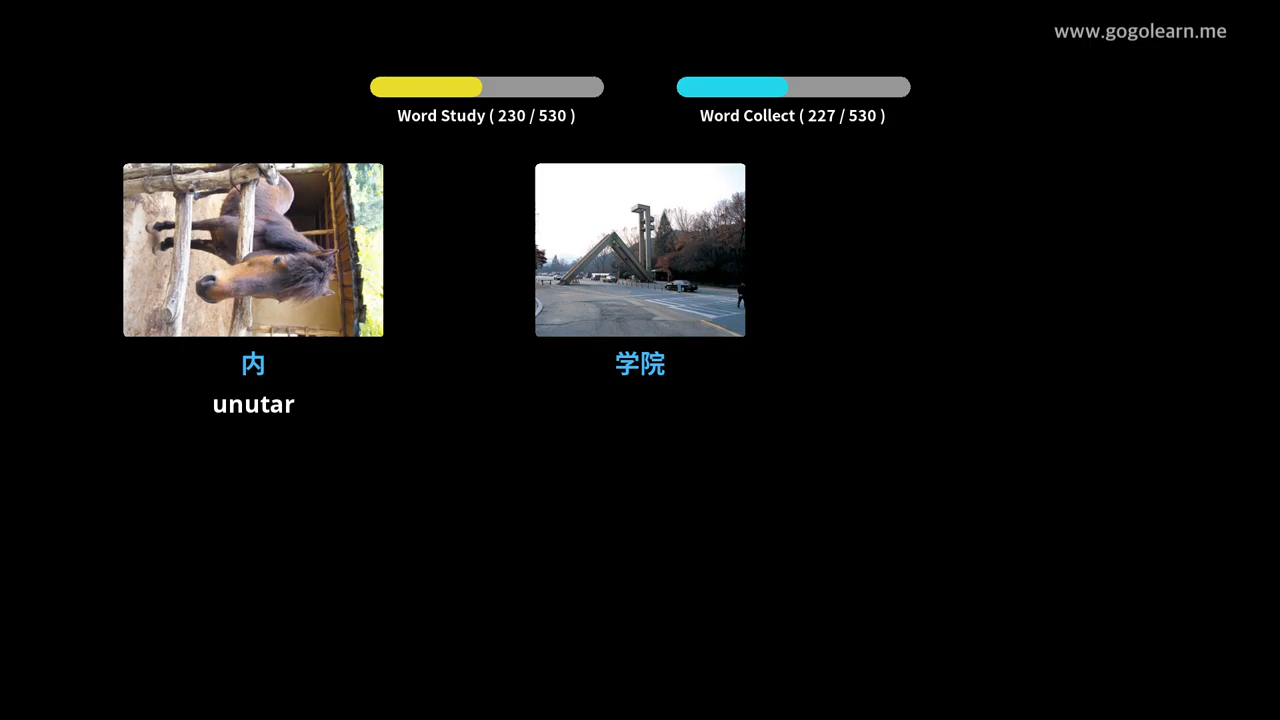 www.gogolearn.me
Word Study ( 230 / 530 )
Word Collect ( 227 / 530 )
内
学院
unutar